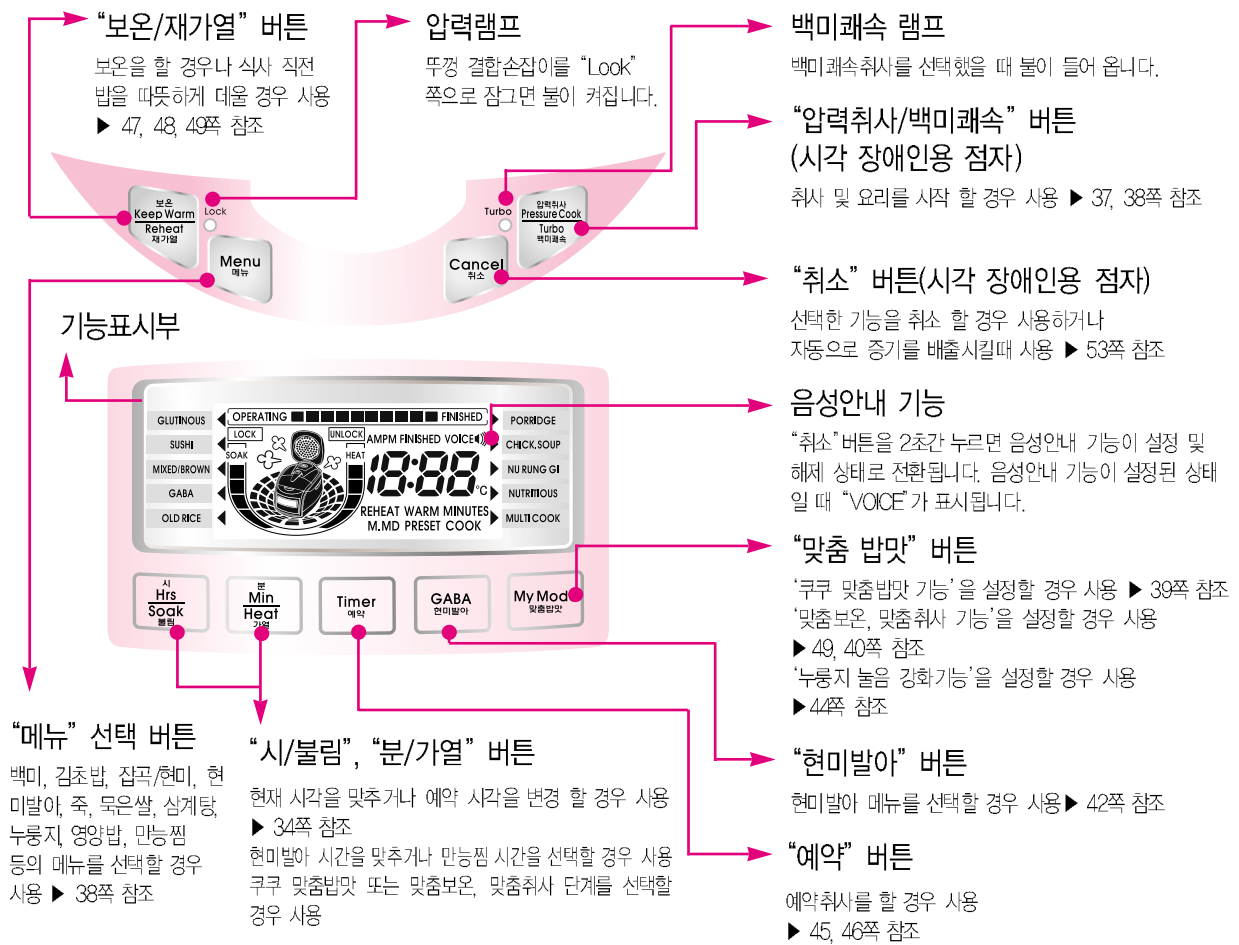 “보온/재가열” 버튼
보온을 할 경우나 식사 직전
밥을 따뜻하게 데울 경우 사용
▶ 47, 48, 49쪽 참조
압력램프
뚜껑 결합손잡이를 “Look”
쪽으로 잠그면 불이 켜집니다.
백미쾌속 램프
백미쾌속취사를 선택했을 때 불이 들어 옵니다.
“압력취사/백미쾌속” 버튼
(시각 장애인용 점자)
취사 및 요리를 시작 할 경우 사용 ▶ 37, 38쪽 참조
보온
Keep Warm
Reheat
재가열
Lock
Menu
메뉴
Turbo
압력취사
Pressure Cook
Turbo
백미쾌속
Cancel
취소
“취소” 버튼(시각 장애인용 점자)
선택한 기능을 취소 할 경우 사용하거나
자동으로 증기를 배출시킬때 사용 ▶ 53쪽 참조
기능표시부
GLUTINOUS
SUSHI
MIXED/BROWN
GABA
OLD RICE
OPERATING FINISHED
LOCK
UNLOCK
SOAK
HEAT
AMPM FINISHED VOICE
18:88
°C
REHEAT WARM MINUTES
M.MD PRESET COOK
PORRIDGE
CHICK.SOUP
NU RUNG GI
NUTRITIOUS
MULTI COOK
음성안내 기능
“취소”버튼을 2초간 누르면 음성안내 기능이 설정 및
해제 상태로 전환됩니다. 음성안내 기능이 설정된 상태
일 때 “VOICE”가 표시됩니다.
시
Hrs
Soak
불림
분
Min
Heat
가열
Timer
예약
GABA
현미발아
My Mod
맞춤밥맛
“맞춤 밥맛” 버튼
‘쿠쿠 맞춤밥맛 기능’을 설정할 경우 사용 ▶ 39쪽 참조
‘맞춤보온, 맞춤취사 기능’을 설정할 경우 사용
▶ 49, 40쪽 참조
‘누룽지 눌음 강화기능’을 설정할 경우 사용
▶44쪽 참조
“메뉴” 선택 버튼
백미, 김초밥, 잡곡/현미, 현
미발아, 죽, 묵은쌀, 삼계탕,
누룽지, 영양밥, 만능찜
등의 메뉴를 선택할 경우
사용 ▶ 38쪽 참조
“시/불림”, “분/가열” 버튼
현재 시각을 맞추거나 예약 시각을 변경 할 경우 사용
▶ 34쪽 참조
현미발아 시간을 맞추거나 만능찜 시간을 선택할 경우 사용
쿠쿠 맞춤밥맛 또는 맞춤보온, 맞춤취사 단계를 선택할
경우 사용
“현미발아” 버튼
현미발아 메뉴를 선택할 경우 사용▶ 42쪽 참조
“예약” 버튼
예약취사를 할 경우 사용
▶ 45, 46쪽 참조